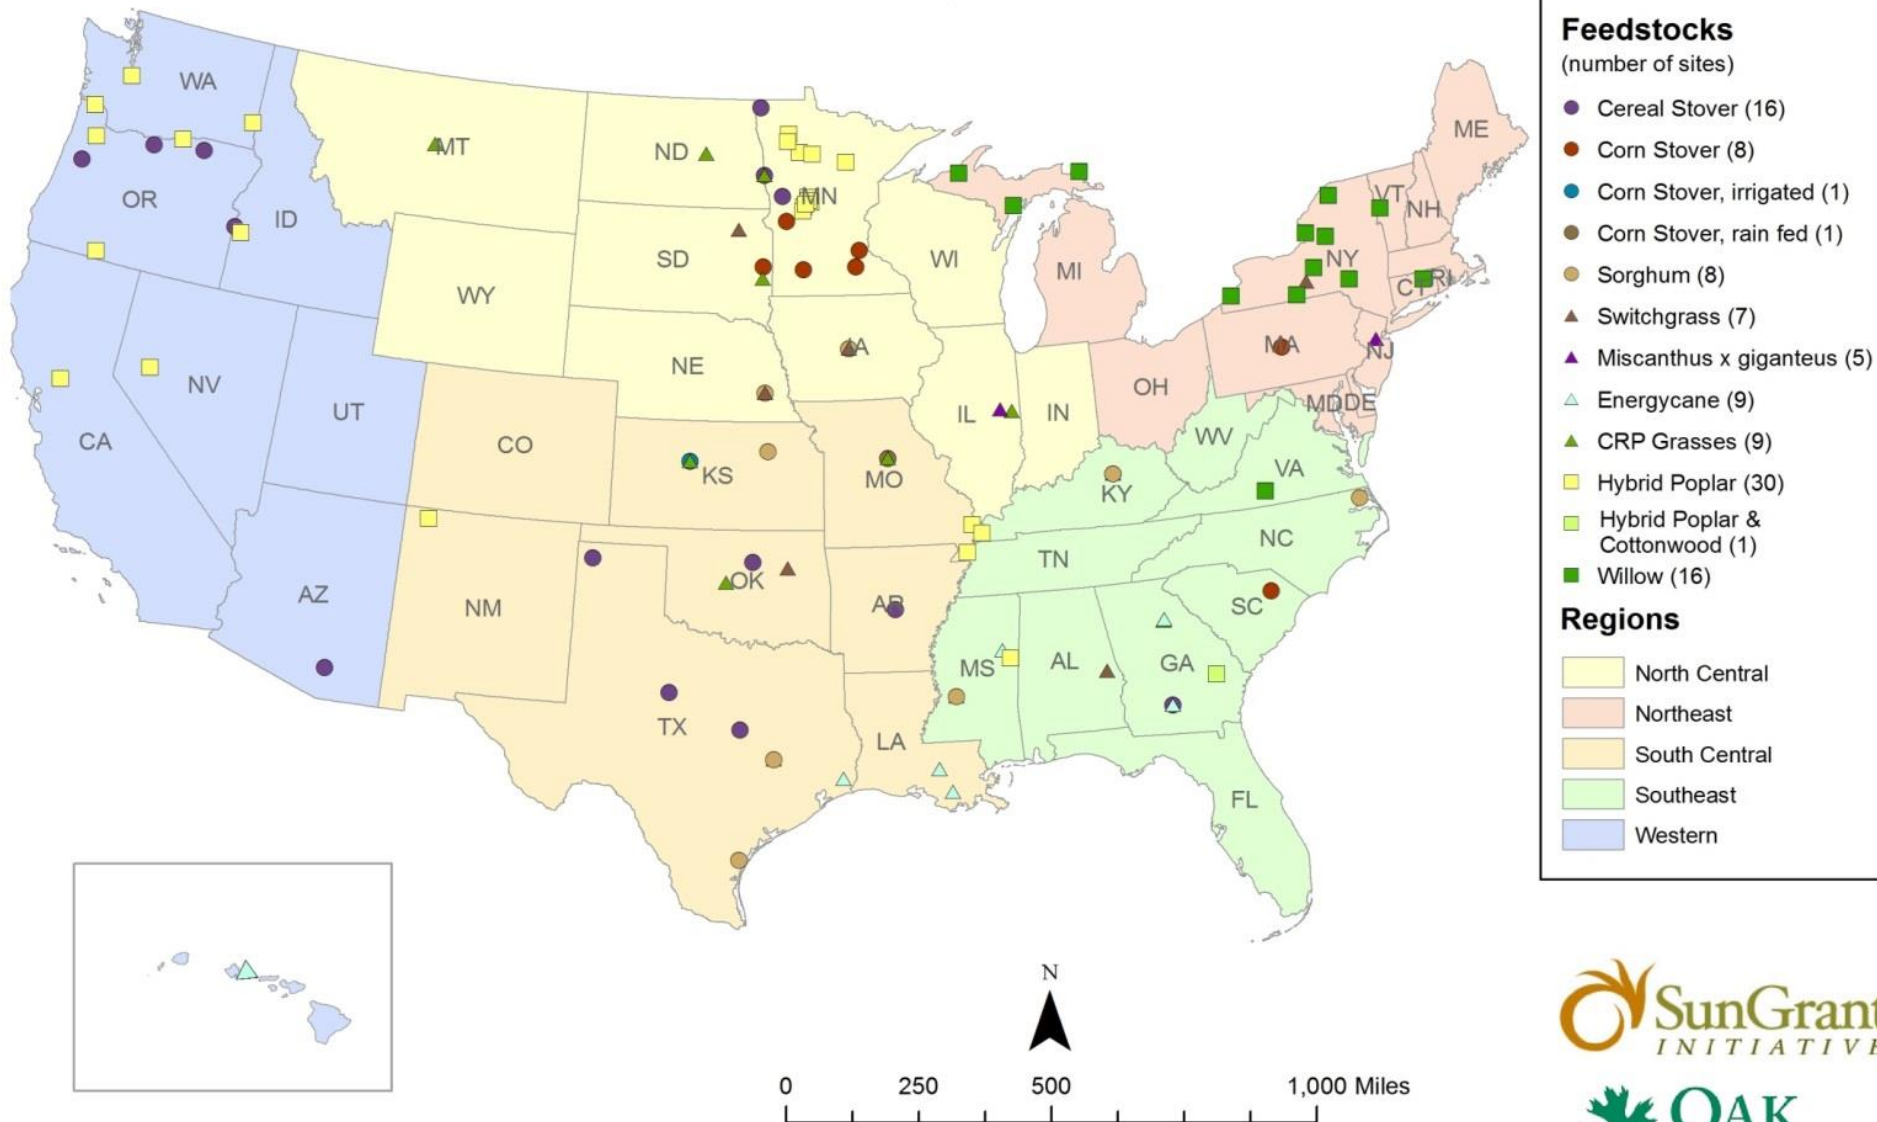 WA
MT
ND
MN
OR
ID
SD
WY
WI
MI
ME
VT
NH
NY
CT
RI
MA
NJ
NE
IA
IL
IN
OH
MD
DE
NV
UT
CA
CO
KS
MO
WV
VA
KY
NC
TN
AZ
NM
OK
AR
SC
MS
AL
GA
TX
LA
FL
N
0 250 500 1,000 Miles
Feedstocks
(number of sites)
Cereal Stover (16)
Corn Stover (8)
Corn Stover, irrigated (1)
Corn Stover, rain fed (1)
Sorghum (8)
Switchgrass (7)
Miscanthus x giganteus (5)
Energycane (9)
CRP Grasses (9)
Hybrid Poplar (30)
Hybrid Poplar &
Cottonwood (1)
Willow (16)
Regions
North Central
Northeast
South Central
Southeast
Western
SunGrant
INITIATIVE
OAK